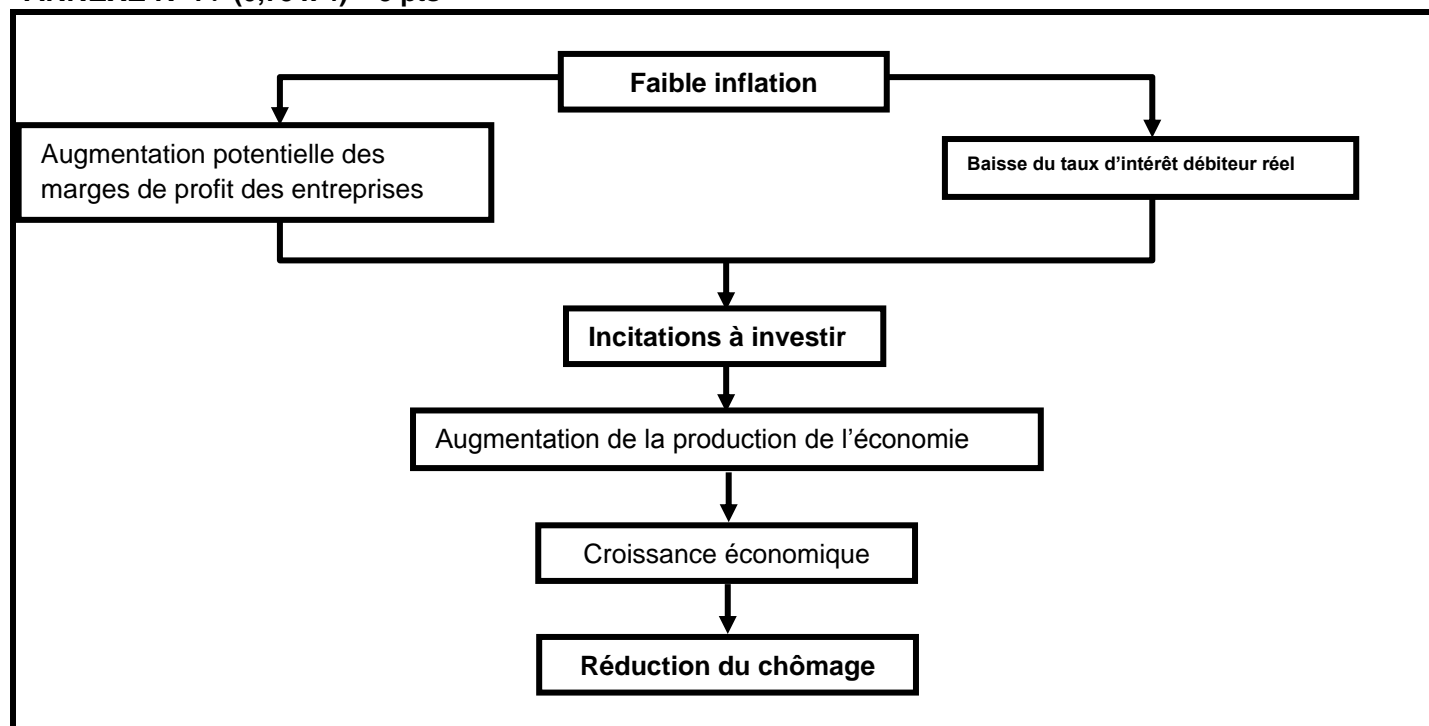 Faible inflation
Augmentation potentielle des
marges de profit des entreprises
Baisse du taux d’intérêt débiteur réel
Incitations à investir
Augmentation de la production de l’économie
Croissance économique
Réduction du chômage